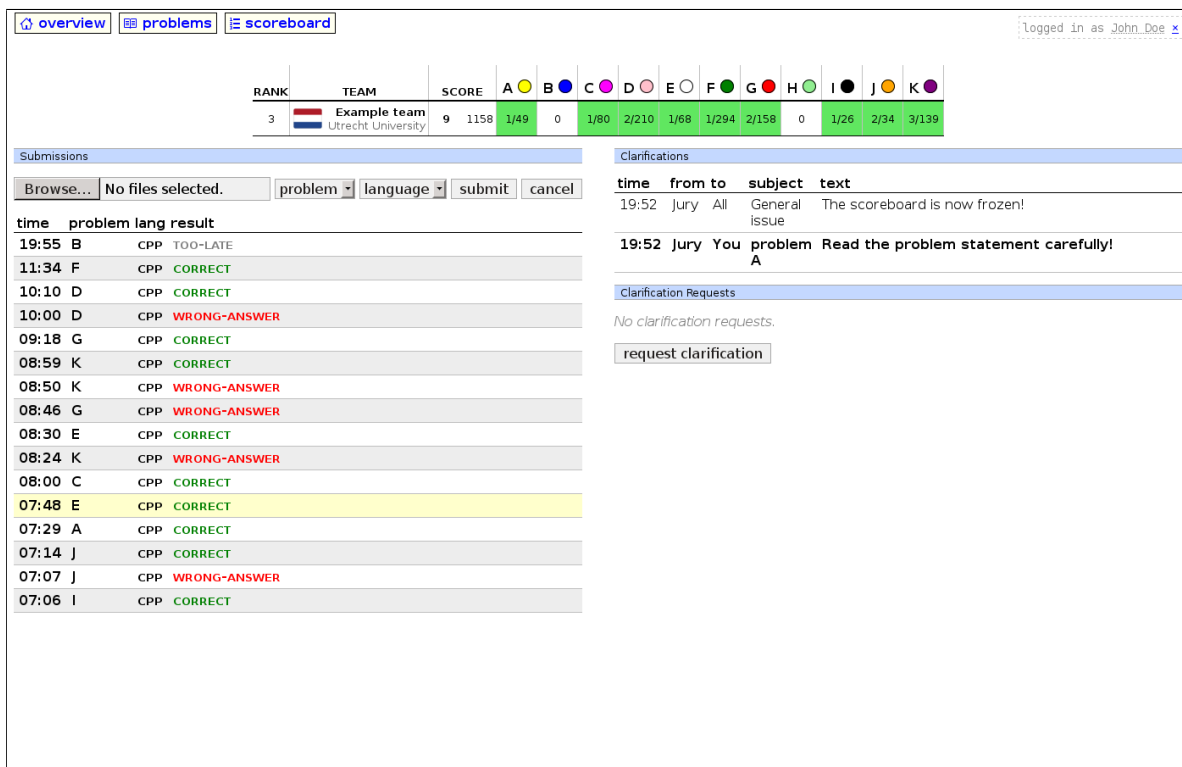 overview problems scoreboard
logged in as John Doe ×
RANK TEAM SCORE A B C D E F G H I J K
3 Example team 9 1158 1/49 0 1/80 2/210 1/68 1/294 2/158 0 1/26 2/34 3/139
Utrecht University
Submissions
Browse... No files selected. problem language submit cancel
time problem lang result
19:55 B CPP TOO-LATE
11:34 F CPP CORRECT
10:10 D CPP CORRECT
10:00 D CPP WRONG-ANSWER
09:18 G CPP CORRECT
08:59 K CPP CORRECT
08:50 K CPP WRONG-ANSWER
08:46 G CPP WRONG-ANSWER
08:30 E CPP CORRECT
08:24 K CPP WRONG-ANSWER
08:00 C CPP CORRECT
07:48 E CPP CORRECT
07:29 A CPP CORRECT
07:14 J CPP CORRECT
07:07 J CPP WRONG-ANSWER
07:06 I CPP CORRECT
Clarifications
time from to subject text
19:52 Jury All General The scoreboard is now frozen!
issue
19:52 Jury You problem Read the problem statement carefully!
A
Clarification Requests
No clarification requests.
request clarification